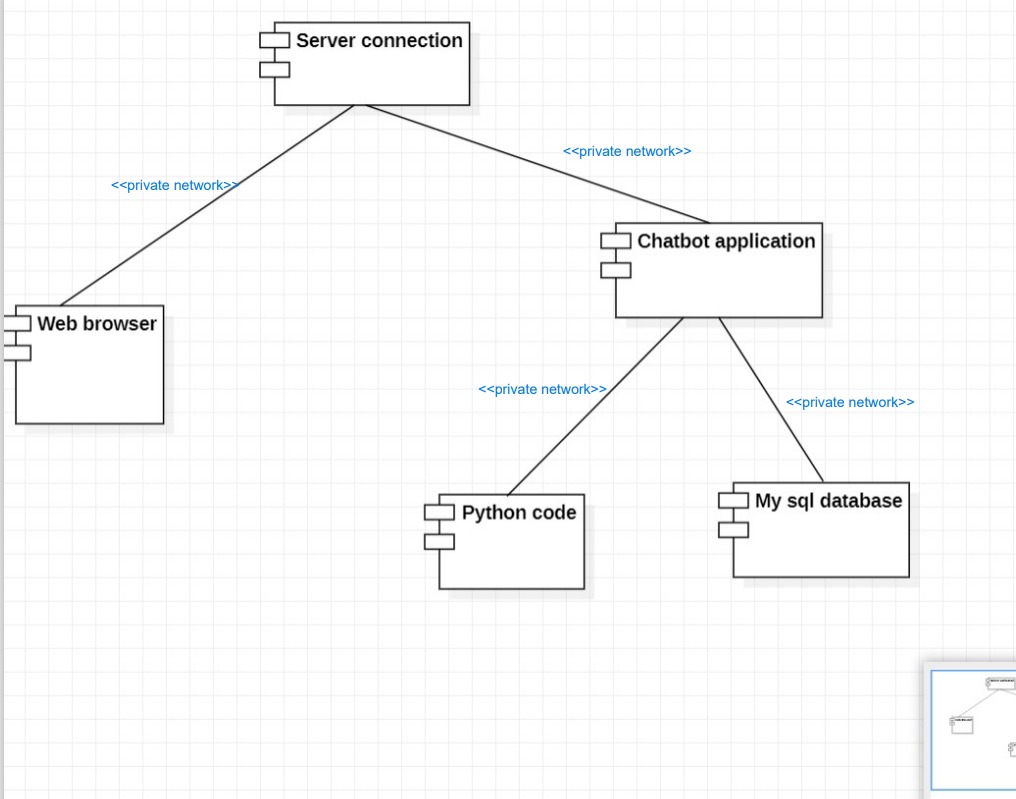 Server connection
<<private network>>
<<private network>>
Chatbot application
Web browser
<<private network>>
<<private network>>
Python code
My sql database